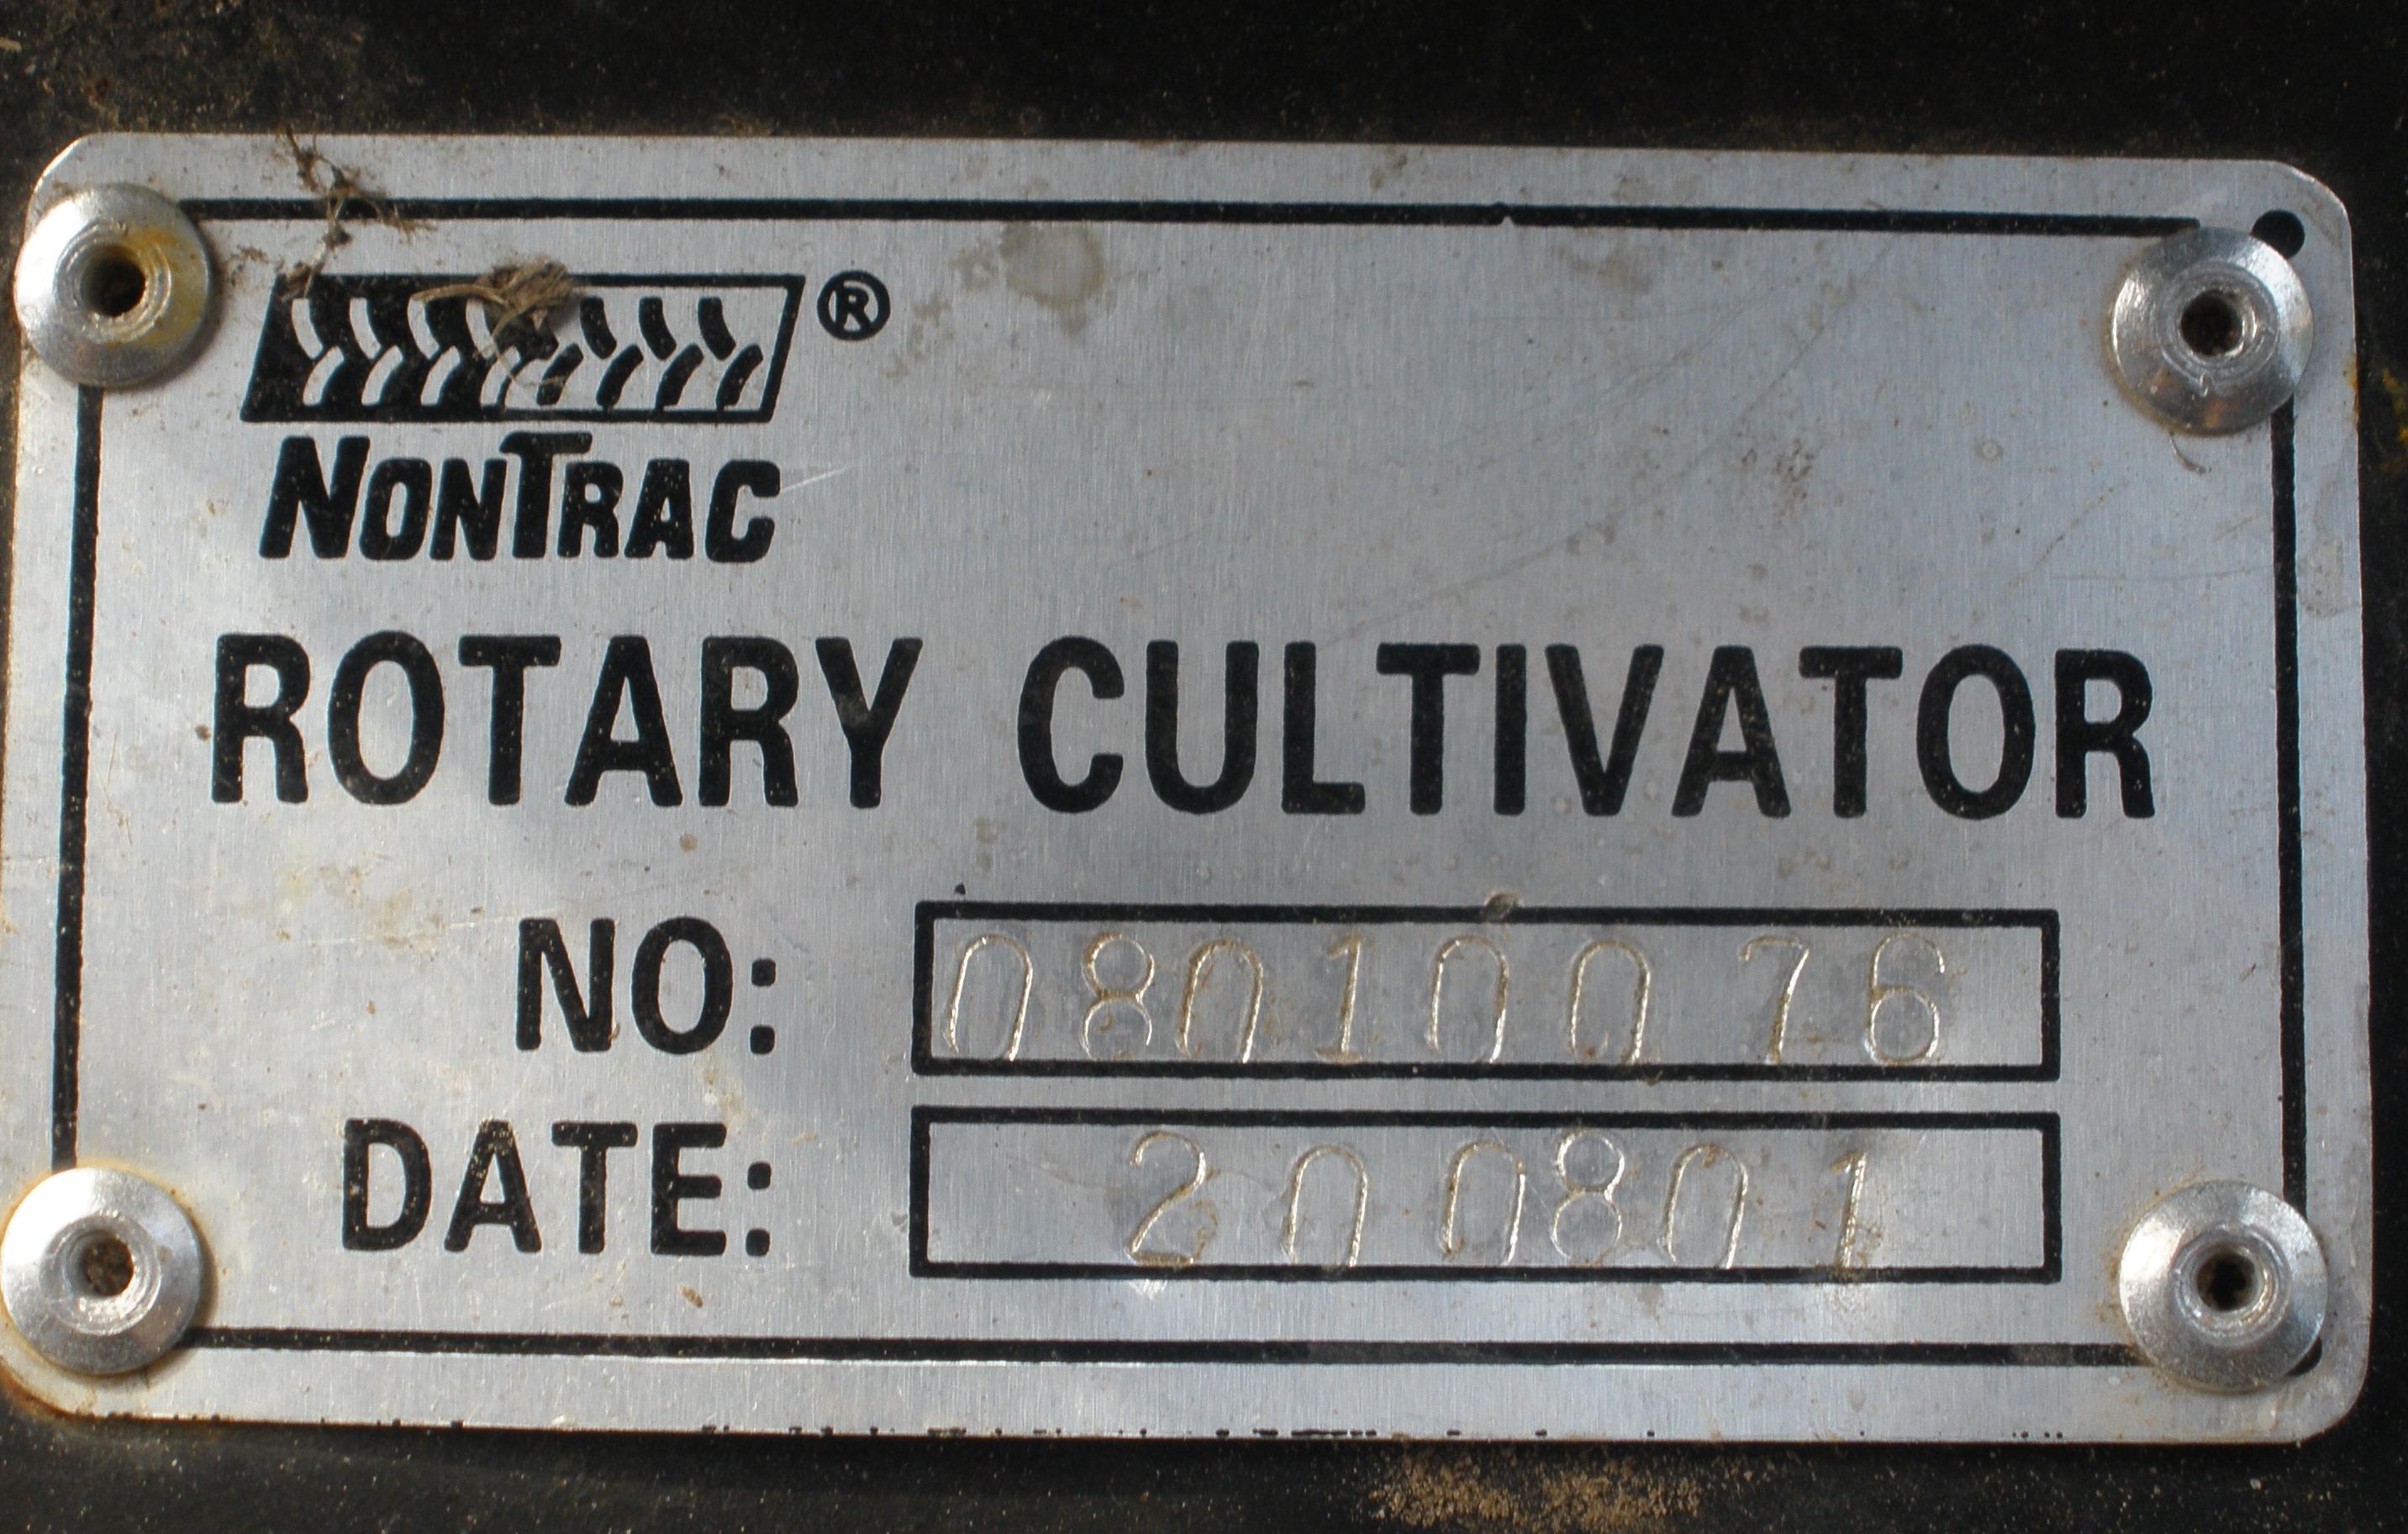 ®
NONTRAC
ROTARY CULTIVATOR
NO: 08010076
DATE: 200801